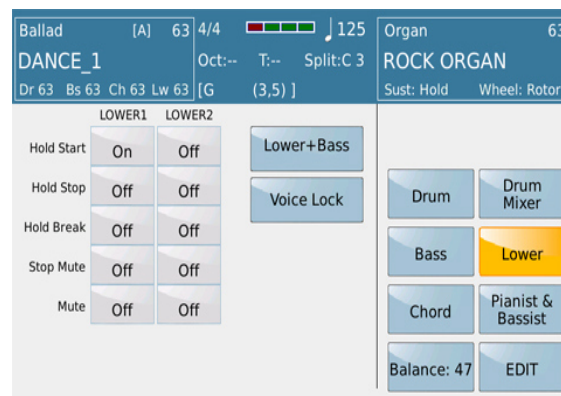 Ballad [A] 63 4/4 125 Organ 63
DANCE_1 Oct:-- T:-- Split:C 3 ROCK ORGAN
Dr 63 Bs 63 Ch 63 Lw 63 [G (3,5) ] Sust: Hold Wheel: Rotor
LOWER1 LOWER2
Hold Start On Off Lower+Bass
Hold Stop Off Off Voice Lock Drum Drum Mixer
Hold Break Off Off
Stop Mute Off Off Bass Lower
Mute Off Off Chord Pianist & Bassist
Balance: 47 EDIT